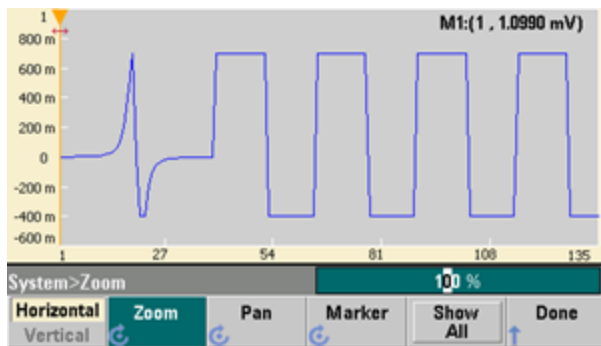 1
M1:(1 , 1.0990 mV)
800 m
600 m
400 m
200 m
0
-200 m
-400 m
-600 m
1 27 54 81 108 135
System>Zoom
100 %
Horizontal
Vertical
Zoom
Pan
Marker
Show
All
Done